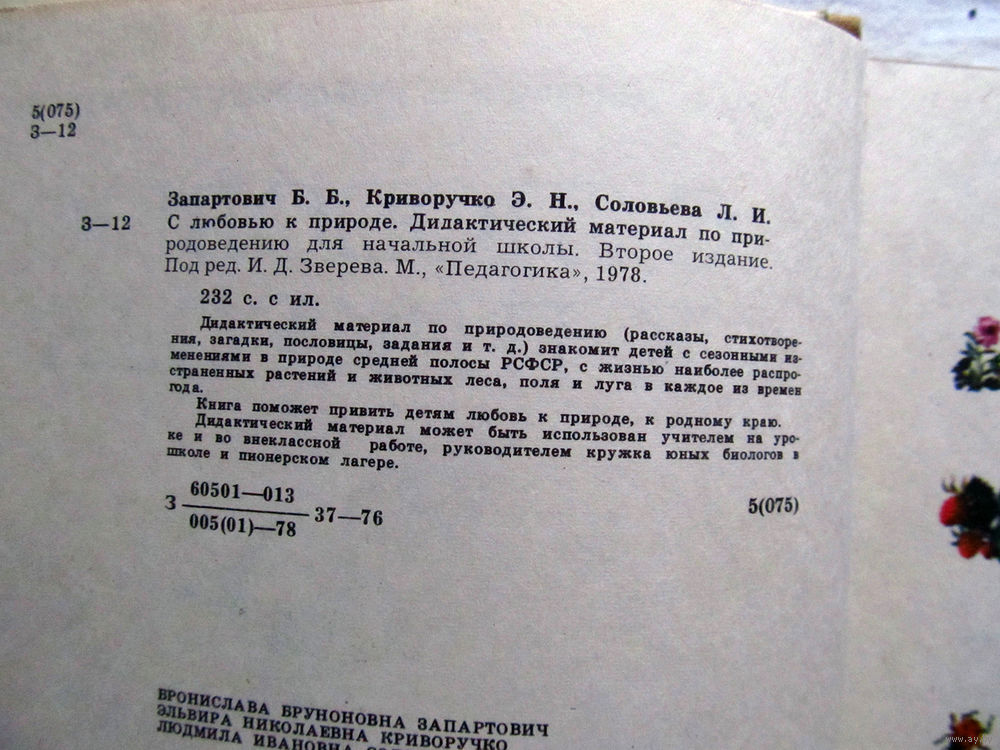 5(075)
З—12
Запартович Б. Б., Криворучко Э. Н., Соловьева Л. И.
З—12 С любовью к природе. Дидактический материал по при-
родоведению для начальной школы. Второе издание.
Под ред. И. Д. Зверева. М., «Педагогика», 1978.
232 с. с ил.
Дидактический материал по природоведению (рассказы, стихотворе-
ния, загадки, пословицы, задания и т. д.) знакомит детей с сезонными из-
менениями в природе средней полосы РСФСР, с жизнью наиболее распро-
страненных растений и животных леса, поля и луга в каждое из времен
года.
Книга поможет привить детям любовь к природе, к родному краю.
Дидактический материал может быть использован учителем на уро-
ке и во внеклассной работе, руководителем кружка юных биологов в
школе и пионерском лагере.
60501—013
З 37—76 5(075)
005(01)—78
БРОНИСЛАВА БРУНОНОВНА ЗАПАРТОВИЧ
ЭЛЬВИРА НИКОЛАЕВНА КРИВОРУЧКО
ЛЮДМИЛА ИВАНОВНА